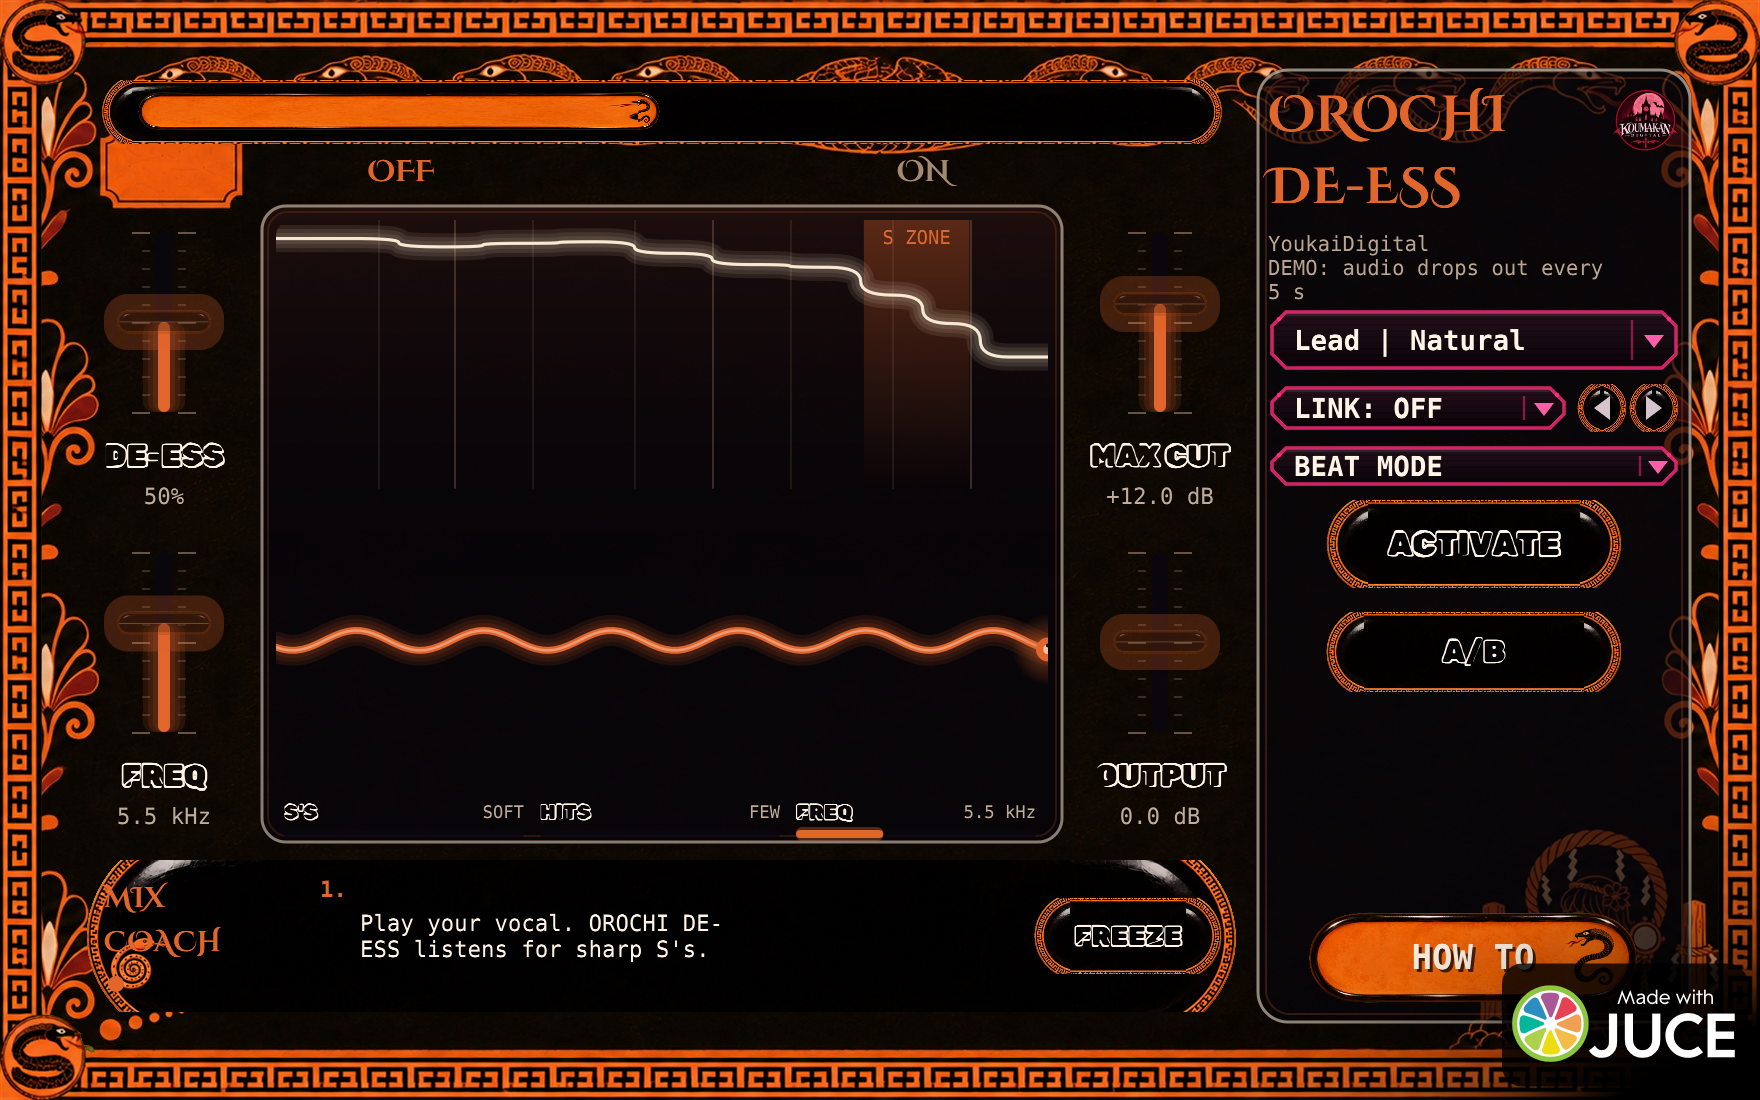 OROCHI
DE-ESS
KOUMAKAN
DIGITAL
YoukaiDigital
DEMO: audio drops out every
5 s
Lead | Natural
LINK: OFF
BEAT MODE
ACTIVATE
A/B
HOW TO
OFF
ON
S ZONE
DE-ESS
50%
FREQ
5.5 kHz
MAX CUT
+12.0 dB
OUTPUT
0.0 dB
S'S
SOFT
HITS
FEW
FREQ
5.5 kHz
MIX
COACH
1.
Play your vocal. OROCHI DE-
ESS listens for sharp S's.
FREEZE
Made with
JUCE